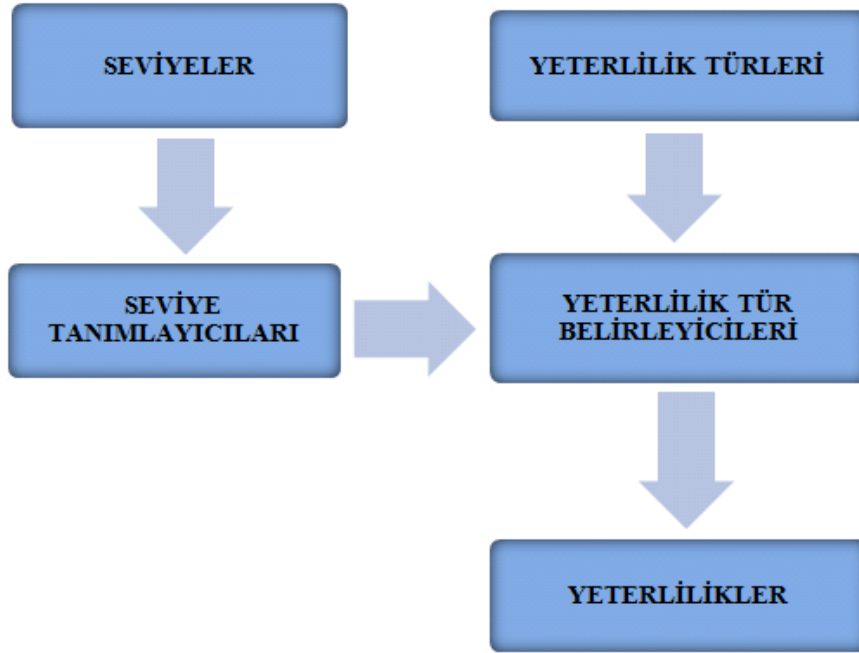 SEVİYELER
YETERLİLİK TÜRLERİ
SEVİYE
TANIMLAYICILARI
YETERLİLİK TÜR
BELİRLEYİCİLERİ
YETERLİLİKLER